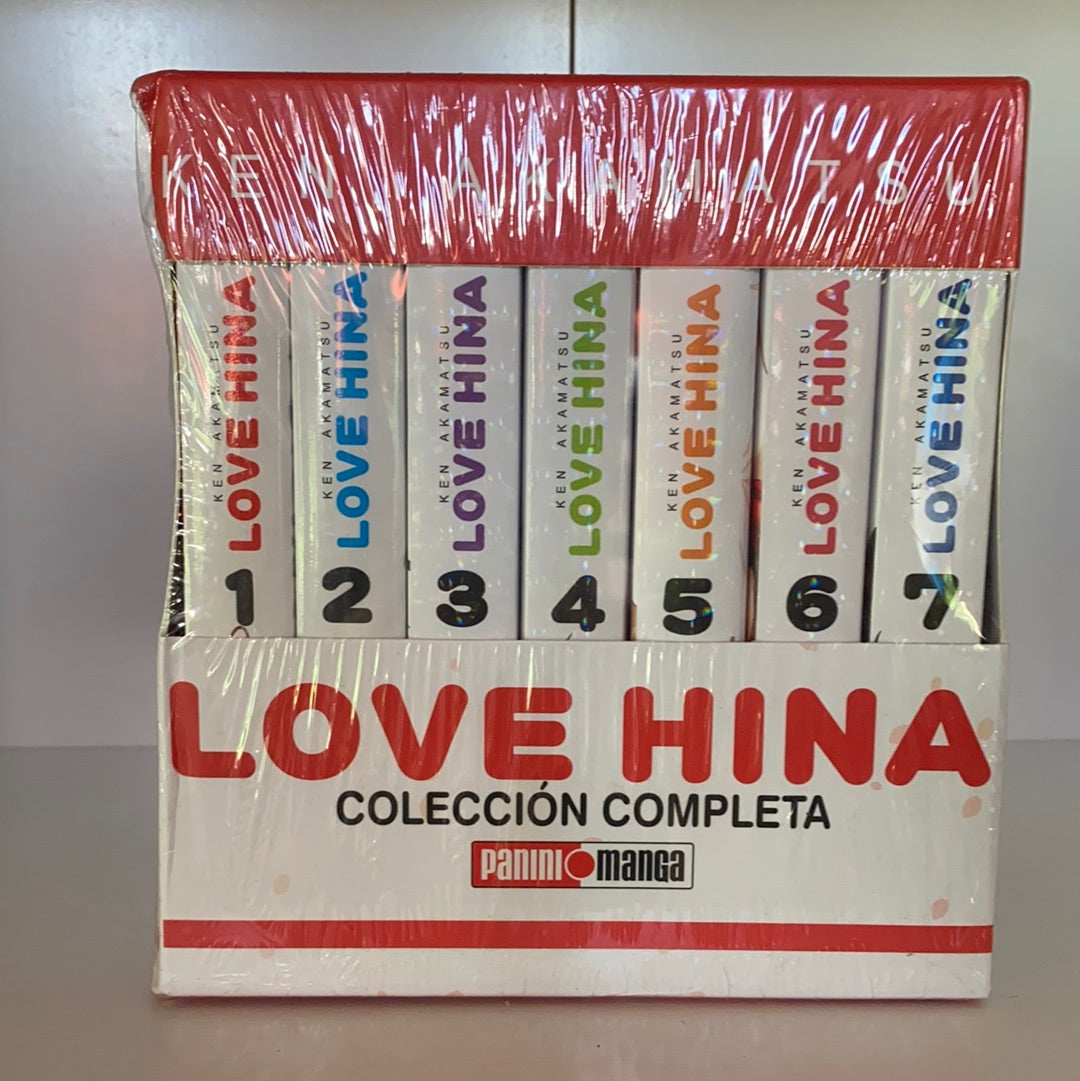 KEN AKAMATSU
KEN AKAMATSU
LOVE HINA
1
KEN AKAMATSU
LOVE HINA
2
KEN AKAMATSU
LOVE HINA
3
KEN AKAMATSU
LOVE HINA
4
KEN AKAMATSU
LOVE HINA
5
KEN AKAMATSU
LOVE HINA
6
KEN AKAMATSU
LOVE HINA
7
LOVE HINA
COLECCIÓN COMPLETA
panini manga